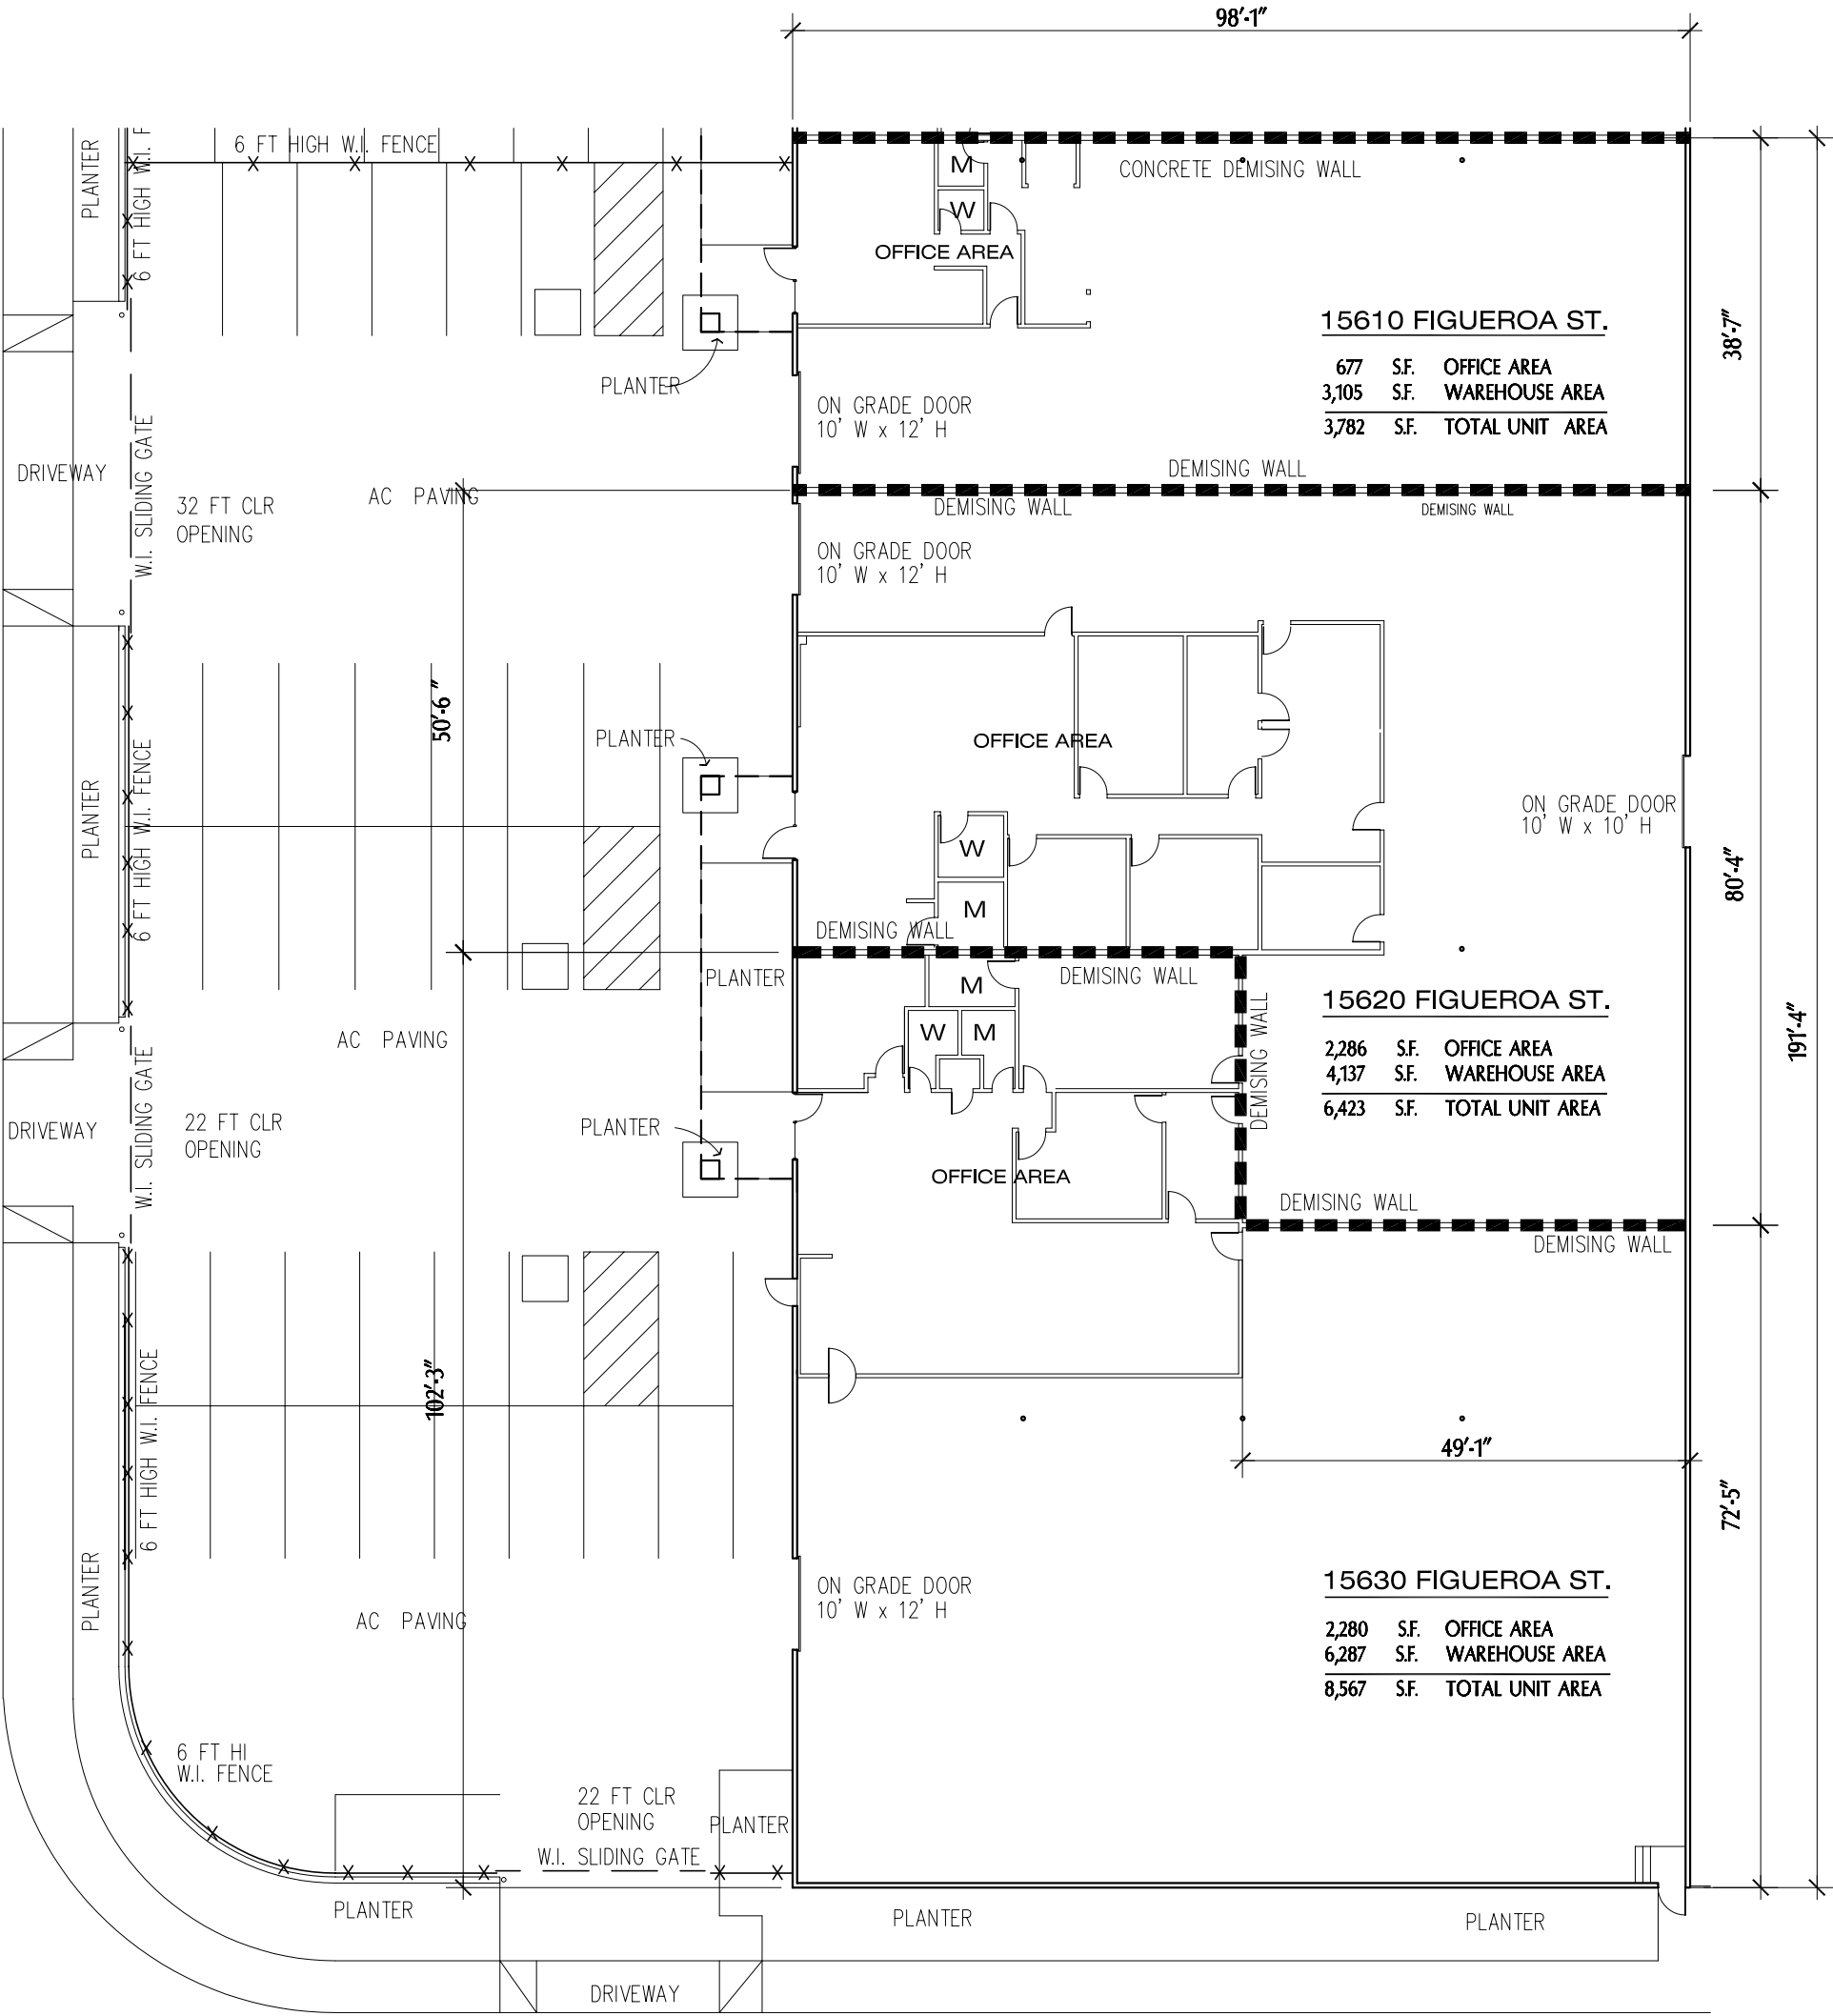 98'-1"
PLANTER
6 FT HIGH W.I. FENCE
6 FT HIGH W.I. F
M
W
CONCRETE DEMISING WALL
OFFICE AREA
15610 FIGUEROA ST.
677 S.F. OFFICE AREA
3,105 S.F. WAREHOUSE AREA
3,782 S.F. TOTAL UNIT AREA
38'-7"
PLANTER
ON GRADE DOOR
10' W x 12' H
DRIVEWAY
W.I. SLIDING GATE
32 FT CLR
OPENING
AC PAVING
DEMISING WALL
DEMISING WALL
DEMISING WALL
ON GRADE DOOR
10' W x 12' H
50'-6"
PLANTER
OFFICE AREA
PLANTER
6 FT HIGH W.I. FENCE
ON GRADE DOOR
10' W x 10' H
80'-4"
W
M
DEMISING WALL
PLANTER
M
DEMISING WALL
W
M
DEMISING WALL
15620 FIGUEROA ST.
2,286 S.F. OFFICE AREA
4,137 S.F. WAREHOUSE AREA
6,423 S.F. TOTAL UNIT AREA
191'-4"
AC PAVING
DRIVEWAY
W.I. SLIDING GATE
22 FT CLR
OPENING
PLANTER
OFFICE AREA
DEMISING WALL
DEMISING WALL
102'-3"
6 FT HIGH W.I. FENCE
49'-1"
72'-5"
PLANTER
AC PAVING
ON GRADE DOOR
10' W x 12' H
15630 FIGUEROA ST.
2,280 S.F. OFFICE AREA
6,287 S.F. WAREHOUSE AREA
8,567 S.F. TOTAL UNIT AREA
6 FT HI
W.I. FENCE
22 FT CLR
OPENING
PLANTER
W.I. SLIDING GATE
PLANTER
PLANTER
PLANTER
DRIVEWAY